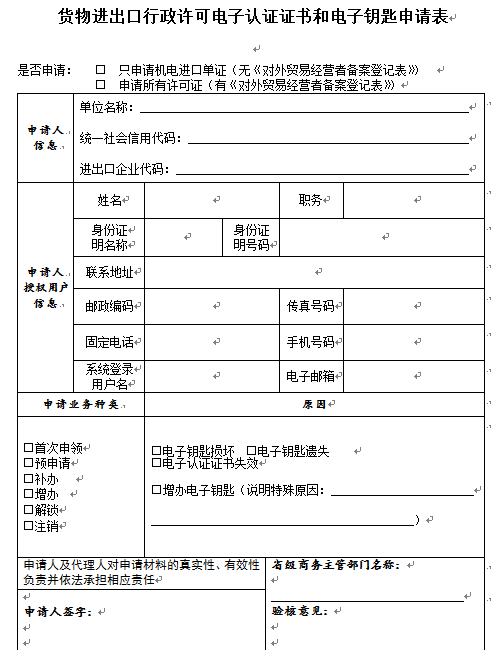 货物进出口行政许可电子认证证书和电子钥匙申请表
是否申请： □ 只申请机电进口单证（无《对外贸易经营者备案登记表》）
□ 申请所有许可证（有《对外贸易经营者备案登记表》）
申请人
信息
单位名称：
统一社会信用代码：
进出口企业代码：
申请人
授权用户
信息
姓名 职务
身份证
明名称
身份证
明号码
联系地址
邮政编码 传真号码
固定电话 手机号码
系统登录
用户名
电子邮箱
申请业务种类 原因
□首次申领
□预申请
□补办
□增办
□解锁
□注销
□电子钥匙损坏 □电子钥匙遗失
□电子认证证书失效
□增办电子钥匙（说明特殊原因：
）
申请人及代理人对申请材料的真实性、有效性
负责并依法承担相应责任
申请人签字：
省级商务主管部门名称：
验核意见：